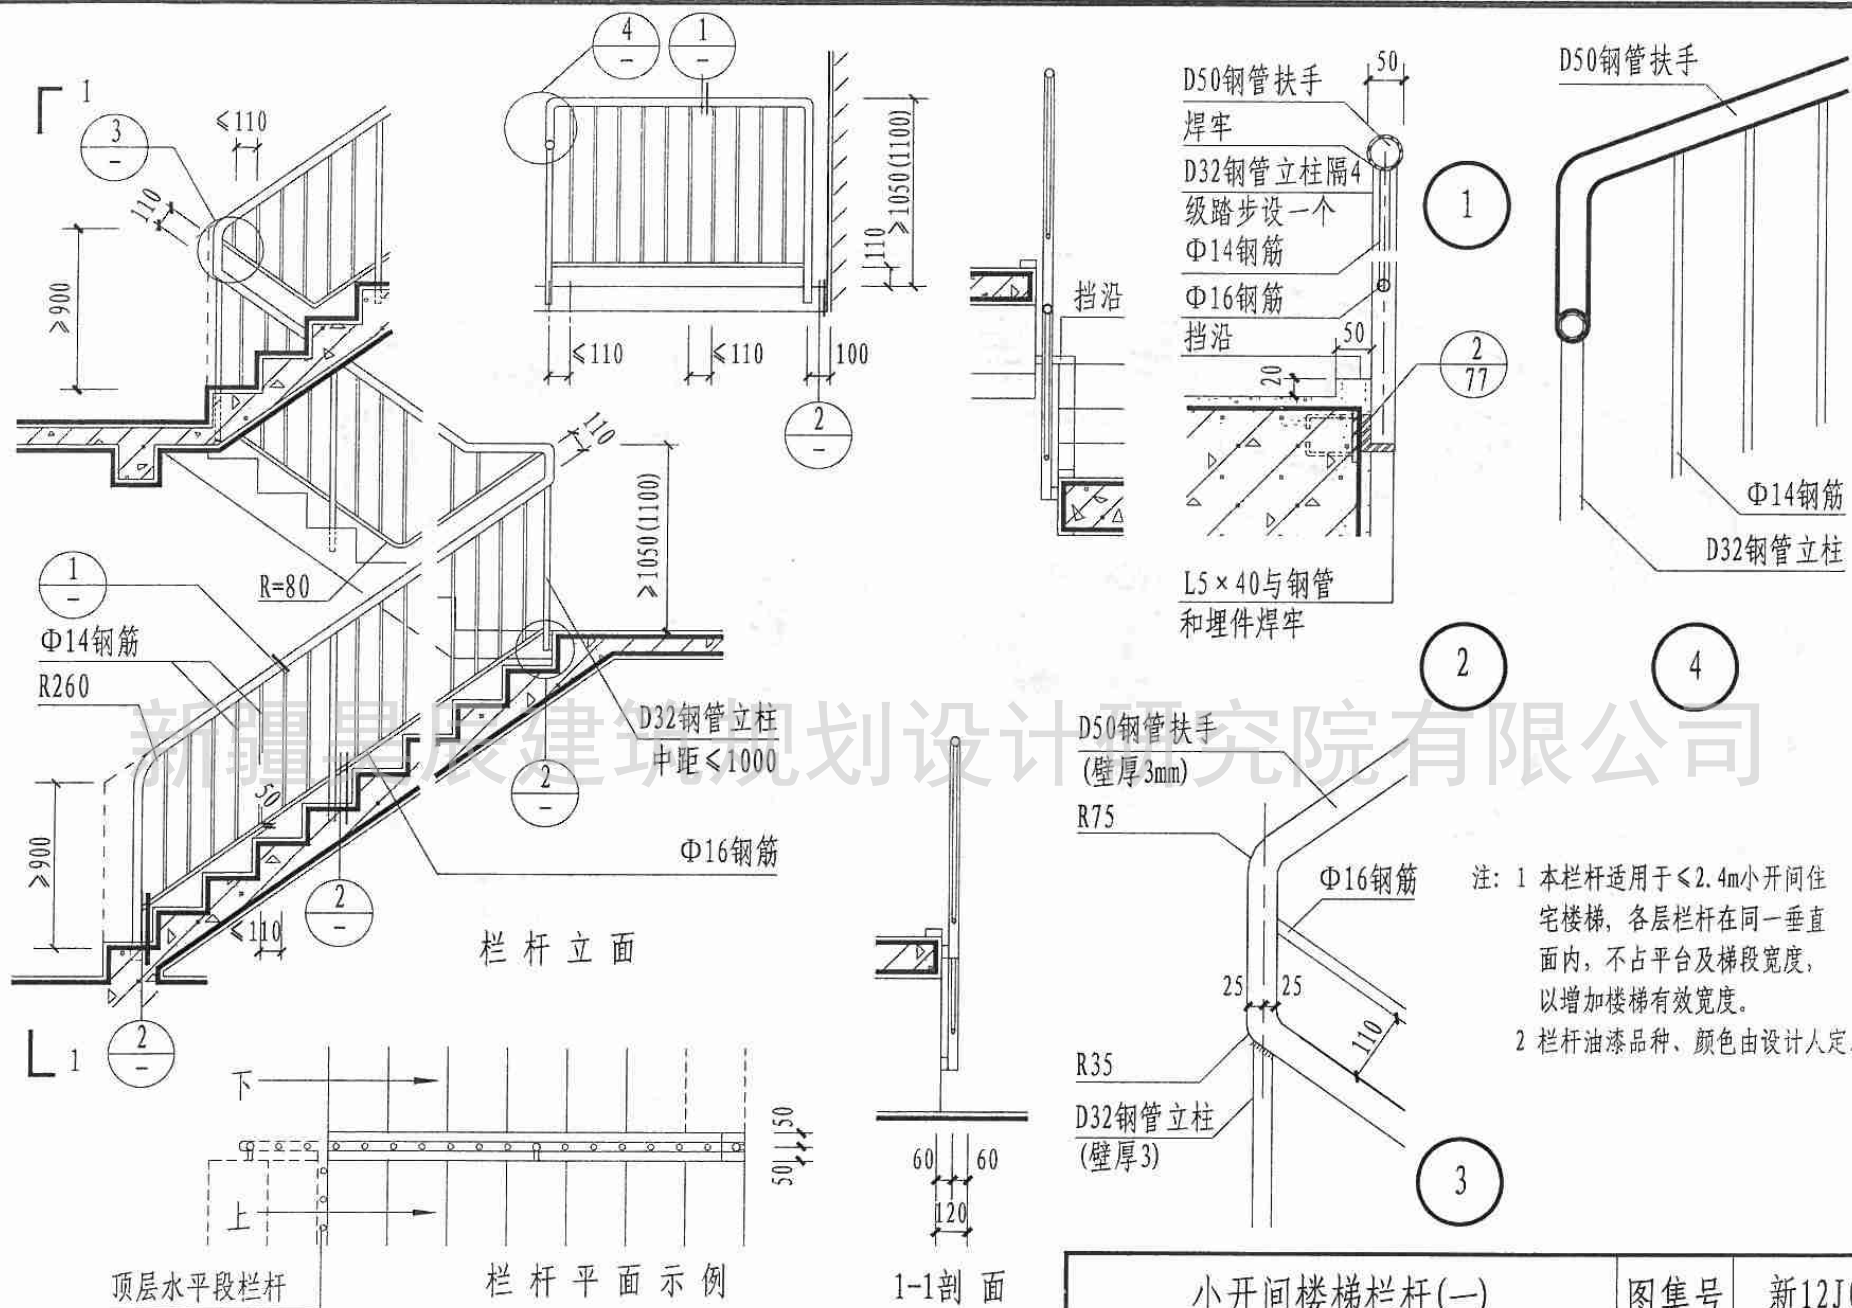 1
3
-
≤110
110
≥900
4
-
1
-
≥1050(1100)
110
≤110
≤110
100
2
-
挡沿
D50钢管扶手
焊牢
D32钢管立柱隔4
级踏步设一个
Φ14钢筋
Φ16钢筋
挡沿
50
50
20
2
77
L5×40与钢管
和埋件焊牢
1
2
D50钢管扶手
Φ14钢筋
D32钢管立柱
4
110
≥1050(1100)
R=80
1
-
Φ14钢筋
R260
50
≥900
≤110
2
-
2
-
2
-
D32钢管立柱
中距≤1000
Φ16钢筋
栏杆立面
1
下
上
50
50
顶层水平段栏杆
栏杆平面示例
60
60
120
1-1剖面
D50钢管扶手
(壁厚3mm)
R75
Φ16钢筋
25
25
110
R35
D32钢管立柱
(壁厚3)
3
注: 1 本栏杆适用于≤2.4m小开间住
宅楼梯, 各层栏杆在同一垂直
面内, 不占平台及梯段宽度,
以增加楼梯有效宽度。
2 栏杆油漆品种、颜色由设计人定.
小开间楼梯栏杆(一)
图集号
新12J
新疆昊辰建筑规划设计研究院有限公司